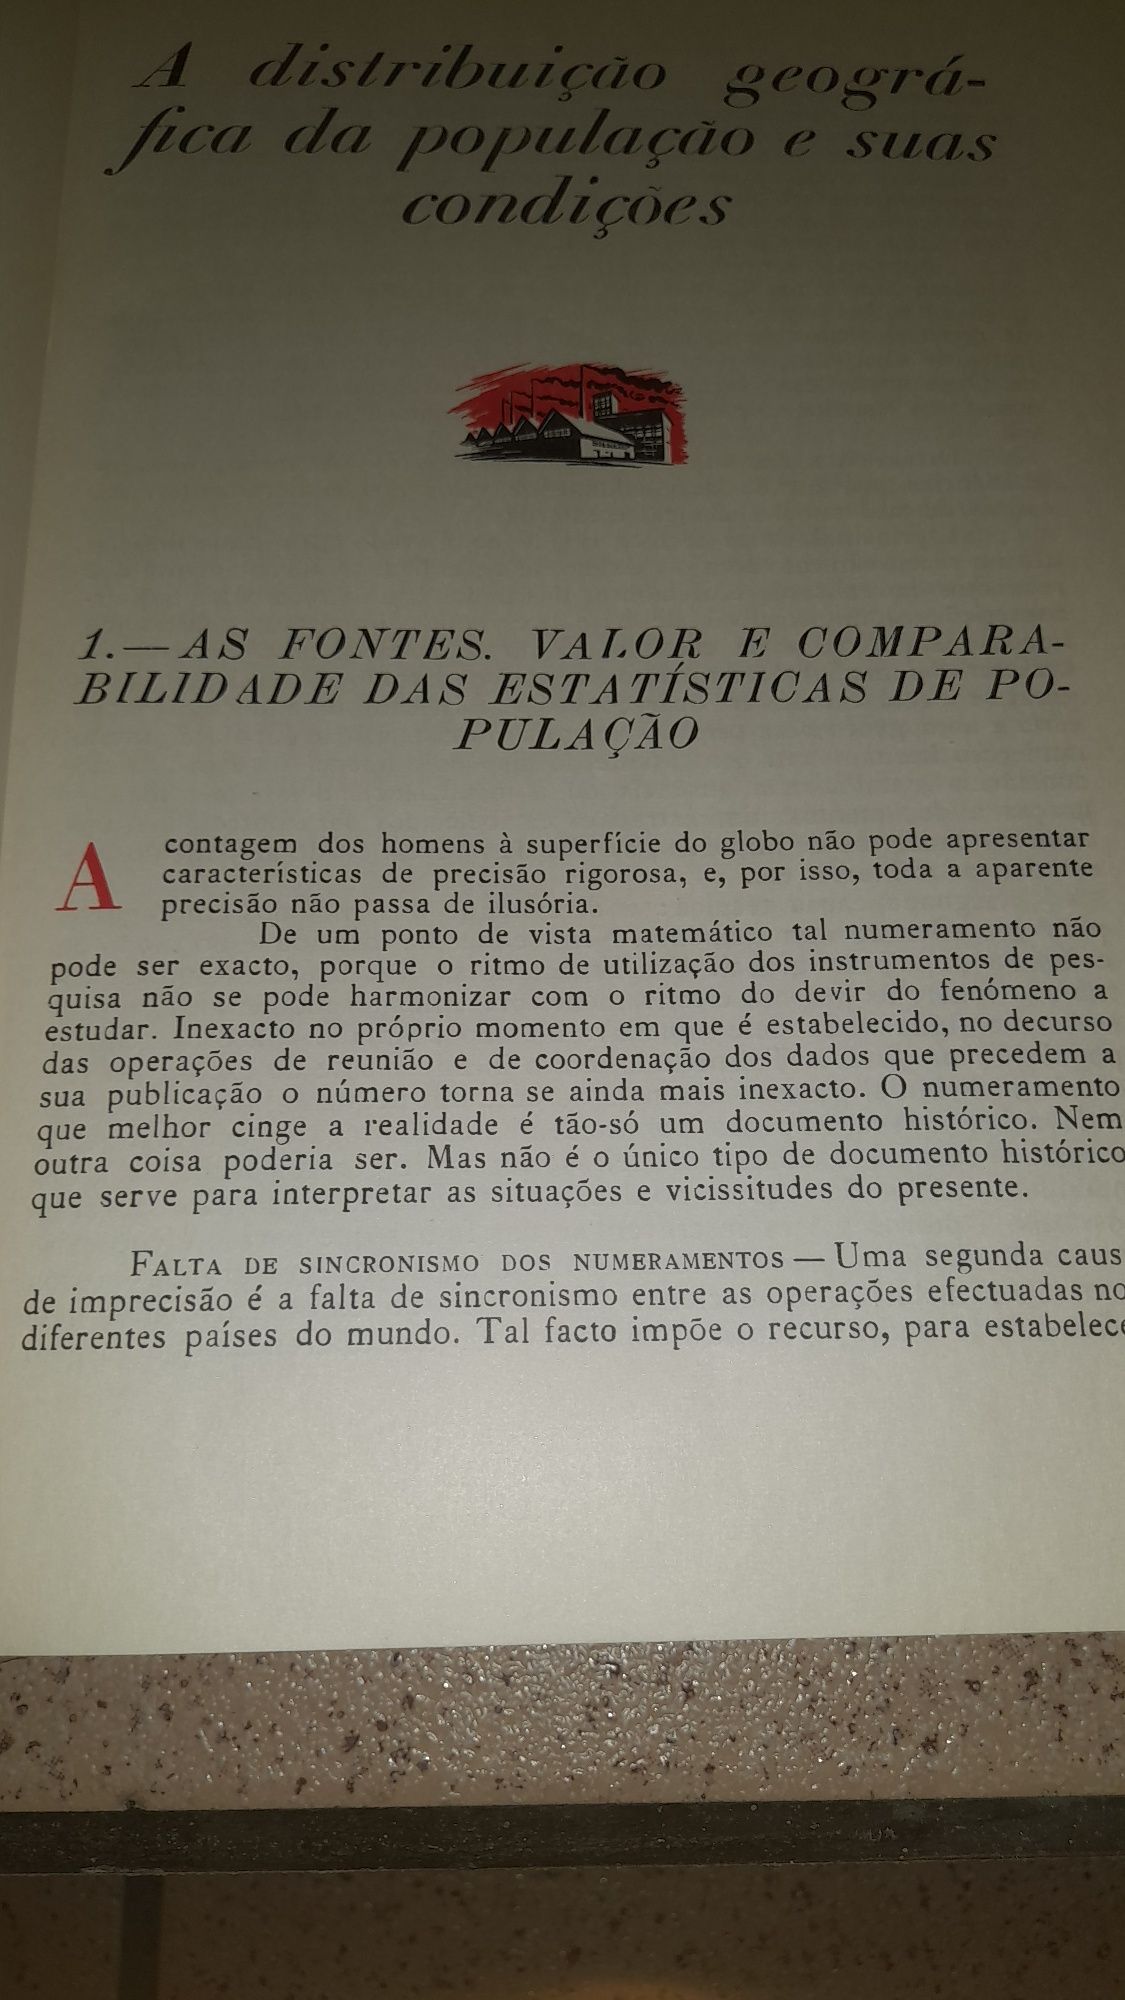 A distribuição geográ-
fica da população e suas
condições
1.—AS FONTES. VALOR E COMPARA-
BILIDADE DAS ESTATÍSTICAS DE PO-
PULAÇÃO
A contagem dos homens à superfície do globo não pode apresentar
características de precisão rigorosa, e, por isso, toda a aparente
precisão não passa de ilusória.
De um ponto de vista matemático tal numeramento não
pode ser exacto, porque o ritmo de utilização dos instrumentos de pes-
quisa não se pode harmonizar com o ritmo do devir do fenómeno a
estudar. Inexacto no próprio momento em que é estabelecido, no decurso
das operações de reunião e de coordenação dos dados que precedem a
sua publicação o número torna se ainda mais inexacto. O numeramento
que melhor cinge a realidade é tão-só um documento histórico. Nem
outra coisa poderia ser. Mas não é o único tipo de documento histórico
que serve para interpretar as situações e vicissitudes do presente.
FALTA DE SINCRONISMO DOS NUMERAMENTOS — Uma segunda caus
de imprecisão é a falta de sincronismo entre as operações efectuadas no
diferentes países do mundo. Tal facto impõe o recurso, para estabelece